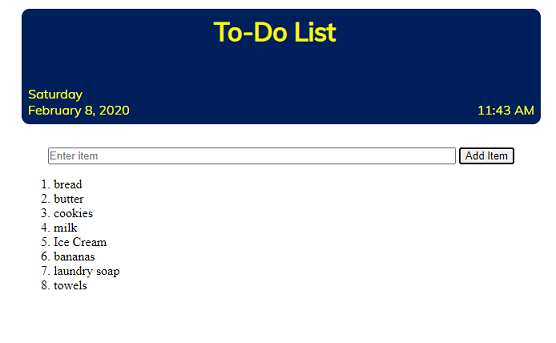 To-Do List
Saturday
February 8, 2020 11:43 AM
Enter item Add Item
1. bread
2. butter
3. cookies
4. milk
5. Ice Cream
6. bananas
7. laundry soap
8. towels